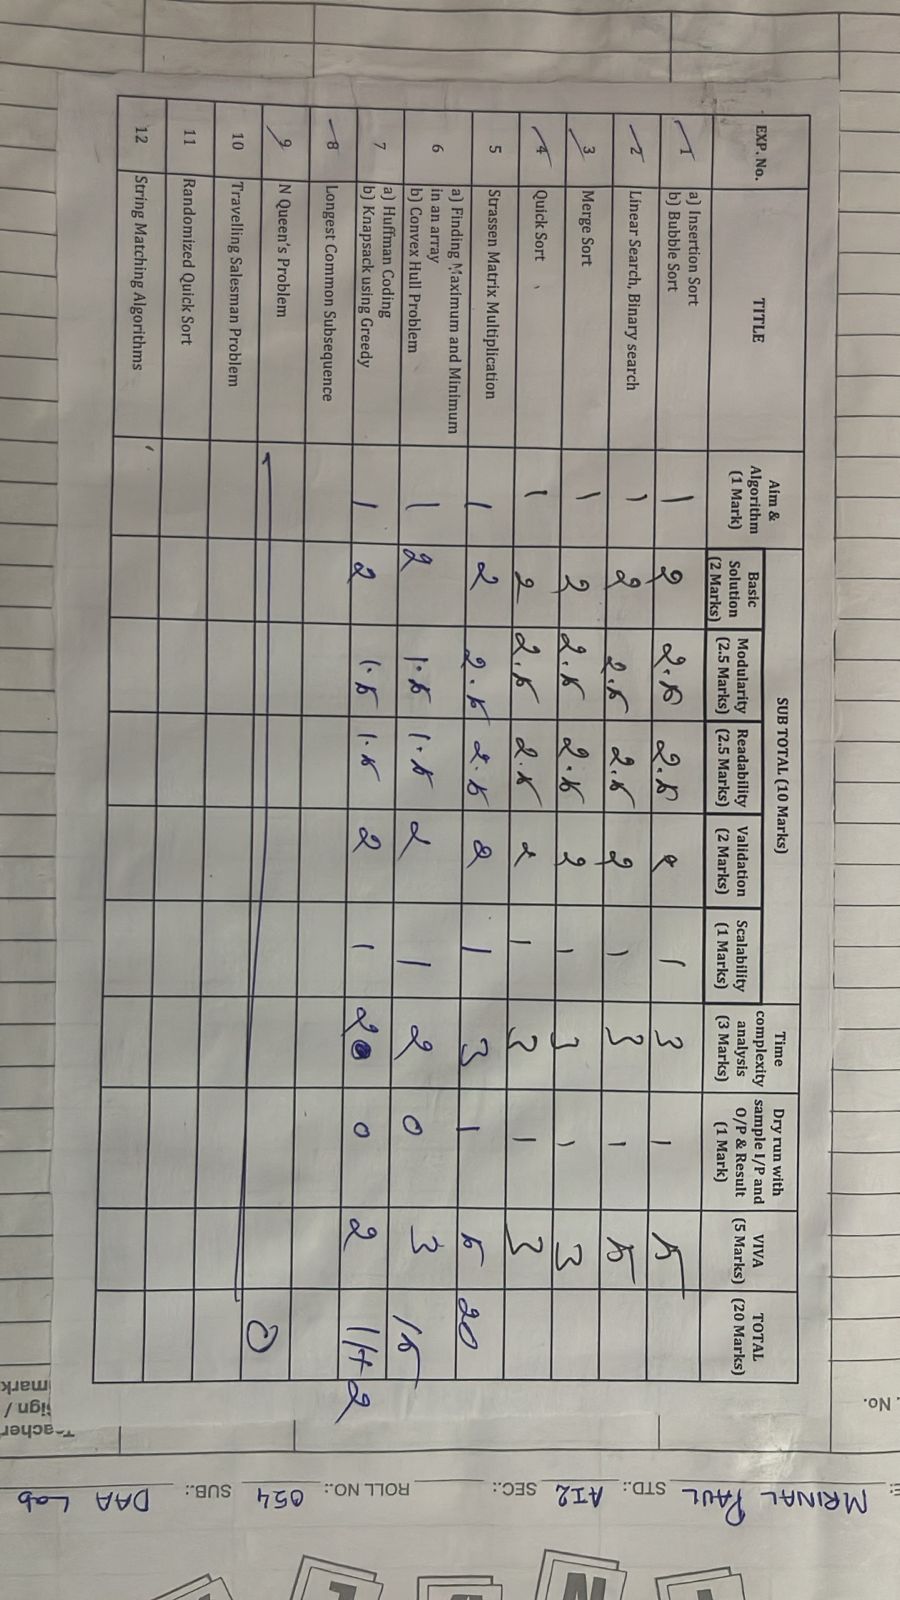 EXP. No. TITLE Aim & Algorithm (1 Mark) SUB TOTAL (10 Marks) Time complexity analysis (3 Marks) Dry run with sample I/P and O/P & Result (1 Mark) VIVA (5 Marks) TOTAL (20 Marks)
Basic Solution (2 Marks) Modularity (2.5 Marks) Readability (2.5 Marks) Validation (2 Marks) Scalability (1 Marks)
1 a) Insertion Sort
b) Bubble Sort 1 2 2.5 2.5 2 1 3 1 5
2 Linear Search, Binary search 1 2 2.5 2.5 2 1 3 1 5
3 Merge Sort 1 2 2.5 2.5 2 1 3 1 3
4 Quick Sort 1 2 2.5 2.5 2 1 3 1 3
5 Strassen Matrix Multiplication 1 2 2.5 2.5 2 1 3 1 5 20
6 a) Finding Maximum and Minimum
in an array
b) Convex Hull Problem 1 2 1.5 1.5 2 1 2 0 3 15
7 a) Huffman Coding
b) Knapsack using Greedy 1 2 1.5 1.5 2 1 2 0 2
8 Longest Common Subsequence
9 N Queen's Problem 0
10 Travelling Salesman Problem
11 Randomized Quick Sort
12 String Matching Algorithms
. No.
E: MRINAL PAUL STD.: AI2 SEC.: ROLL NO.: 054 SUB.: DAA Lab
Teacher
Sign /
mark